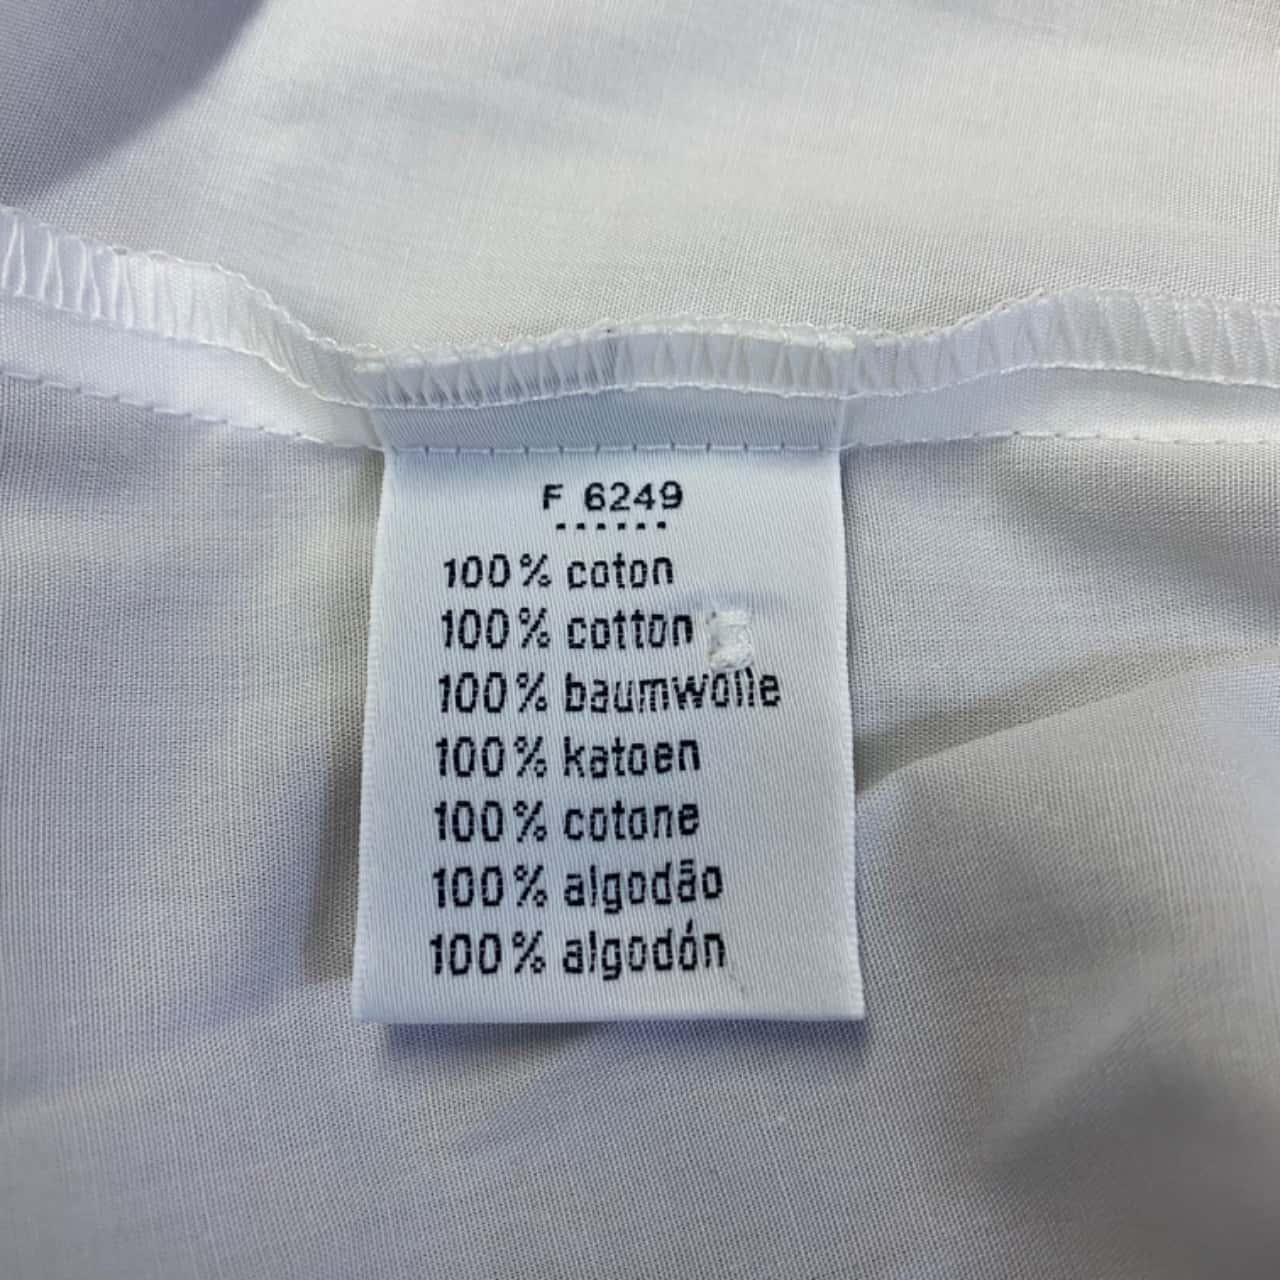 F 6249
100% coton
100% cotton
100% baumwolle
100% katoen
100% cotone
100% algodão
100% algodón